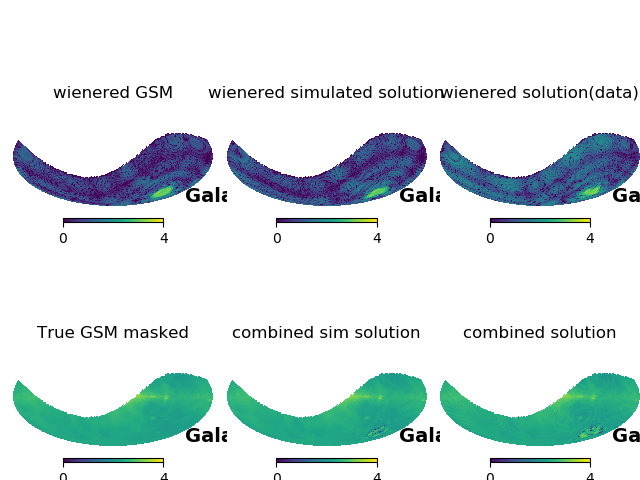 wienered GSM
wienered simulated solution
wienered solution(data)
Gala
Gala
Ga
0 4
0 4
0 4
True GSM masked
combined sim solution
combined solution
Gala
Gala
Ga
0 4
0 4
0 4